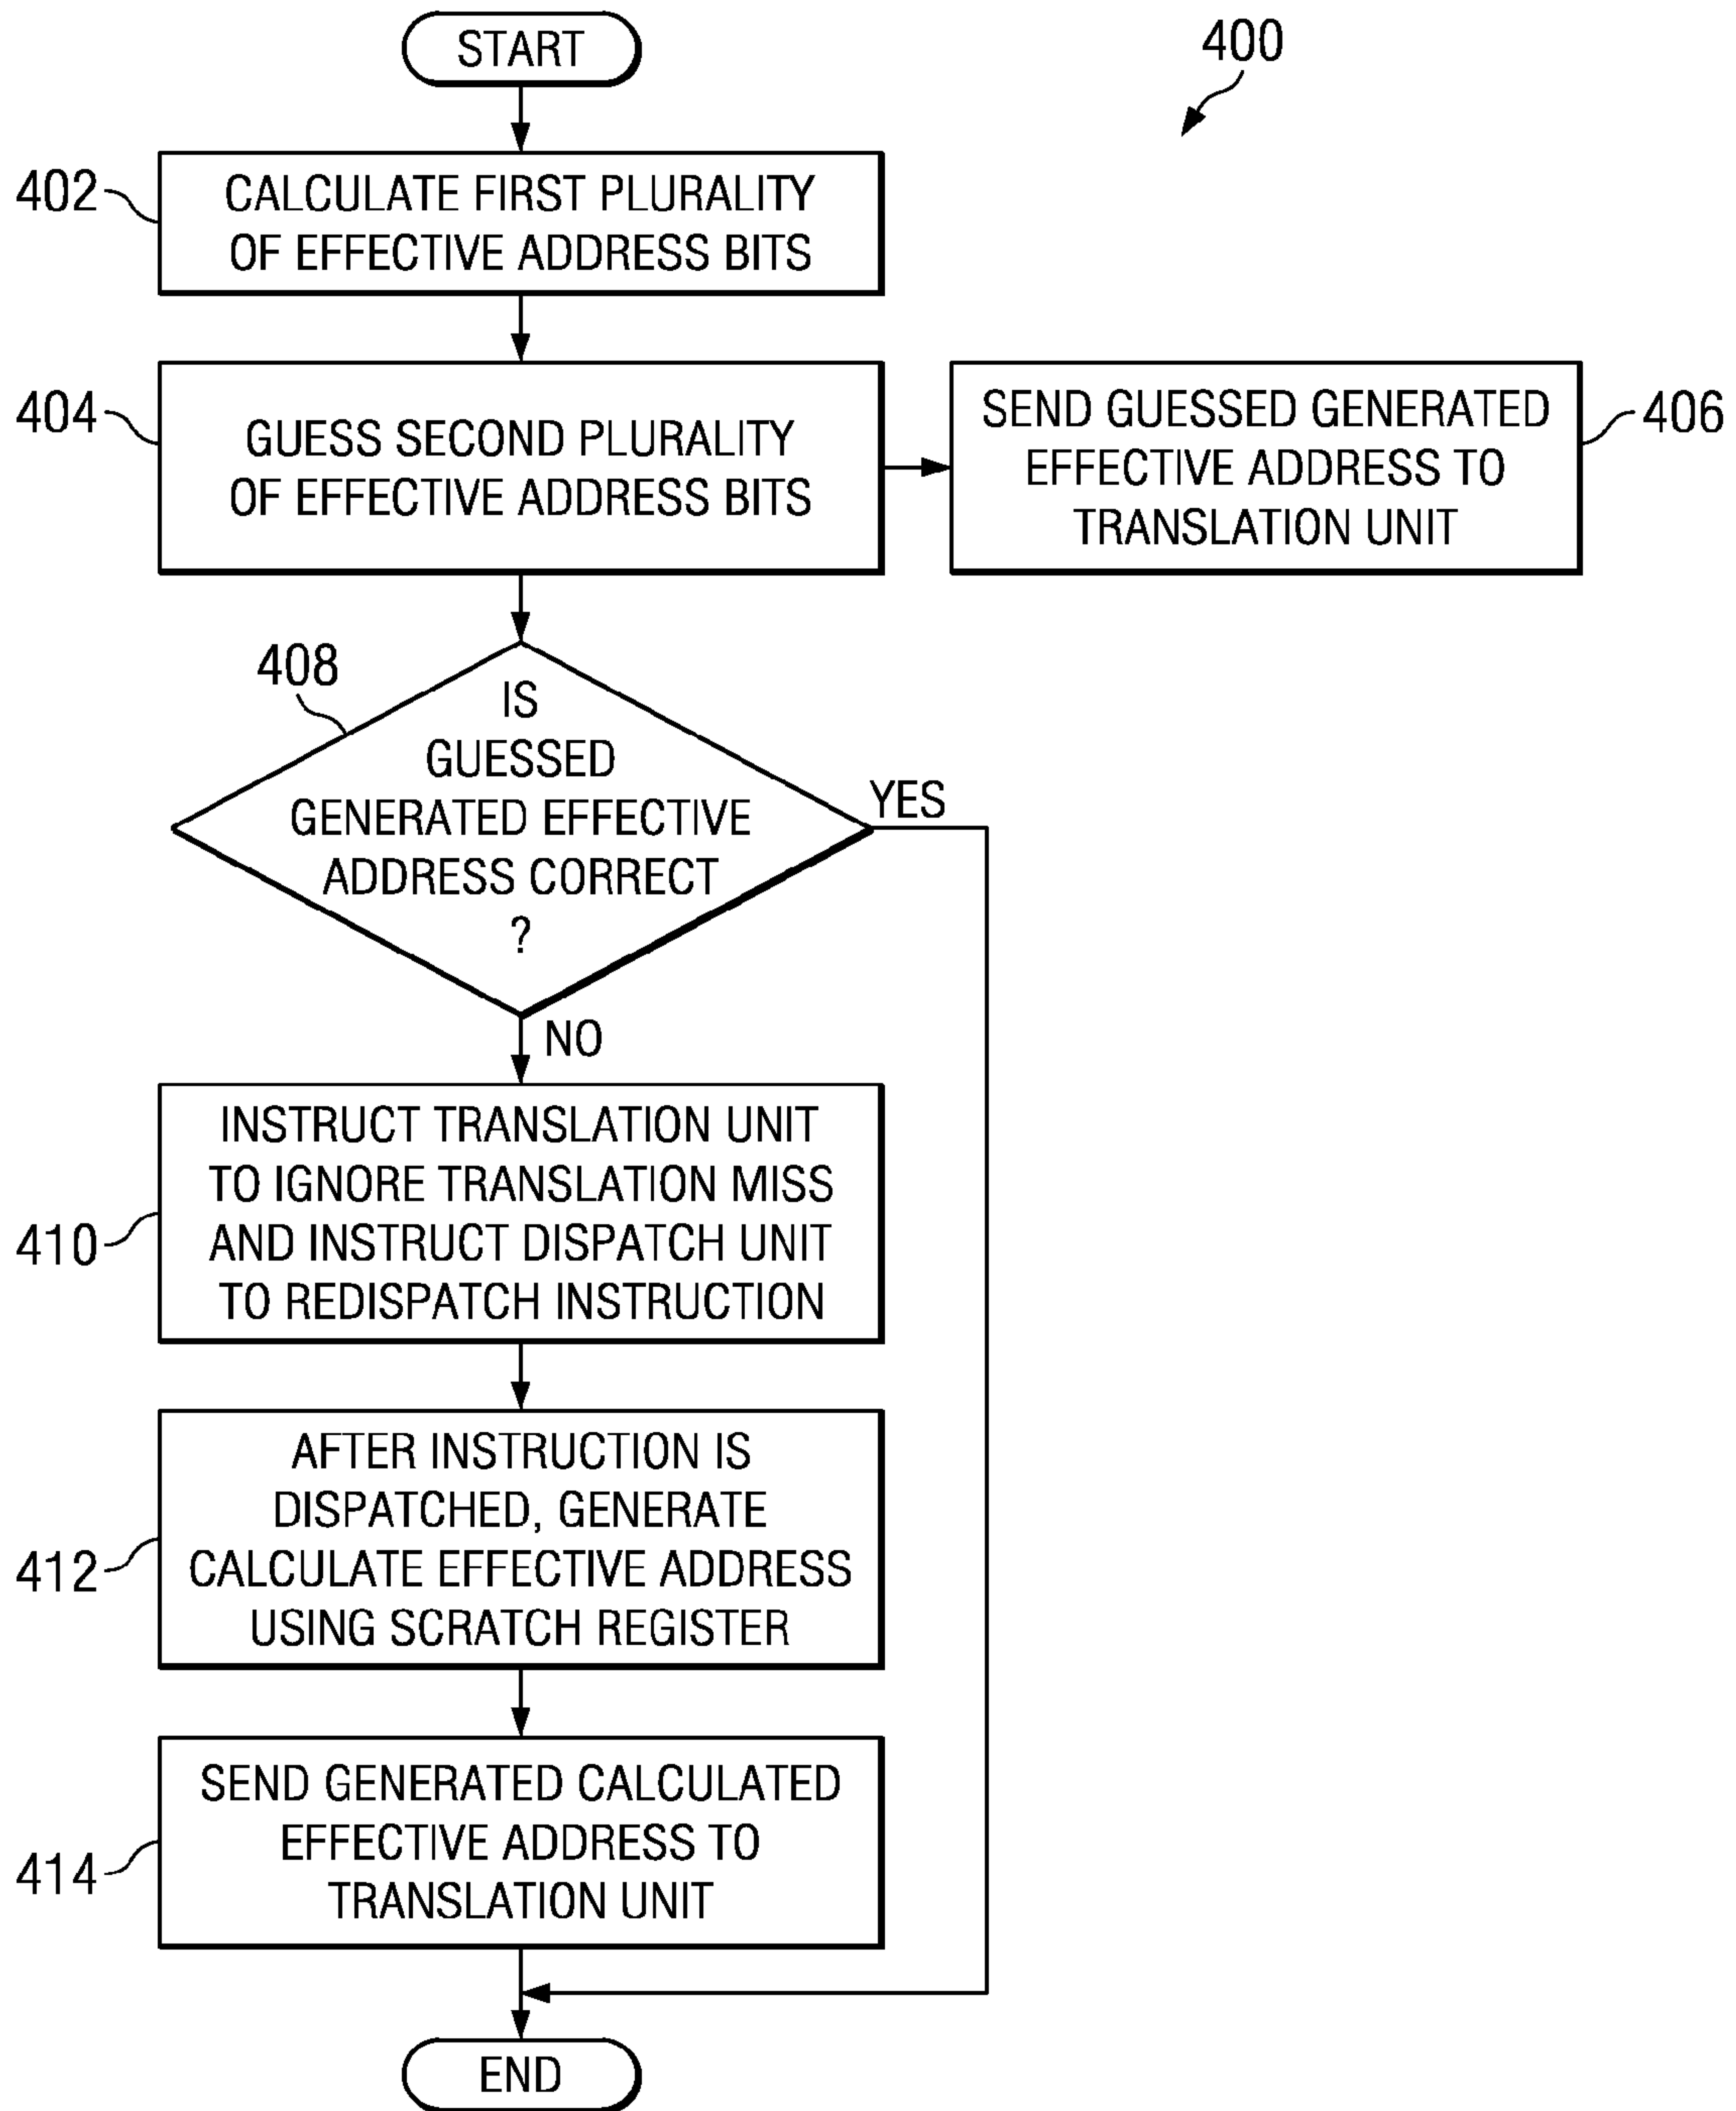 START
400
402
CALCULATE FIRST PLURALITY
OF EFFECTIVE ADDRESS BITS
404
GUESS SECOND PLURALITY
OF EFFECTIVE ADDRESS BITS
SEND GUESSED GENERATED
EFFECTIVE ADDRESS TO
TRANSLATION UNIT
406
408
IS
GUESSED
GENERATED EFFECTIVE
ADDRESS CORRECT
?
YES
NO
410
INSTRUCT TRANSLATION UNIT
TO IGNORE TRANSLATION MISS
AND INSTRUCT DISPATCH UNIT
TO REDISPATCH INSTRUCTION
412
AFTER INSTRUCTION IS
DISPATCHED, GENERATE
CALCULATE EFFECTIVE ADDRESS
USING SCRATCH REGISTER
414
SEND GENERATED CALCULATED
EFFECTIVE ADDRESS TO
TRANSLATION UNIT
END